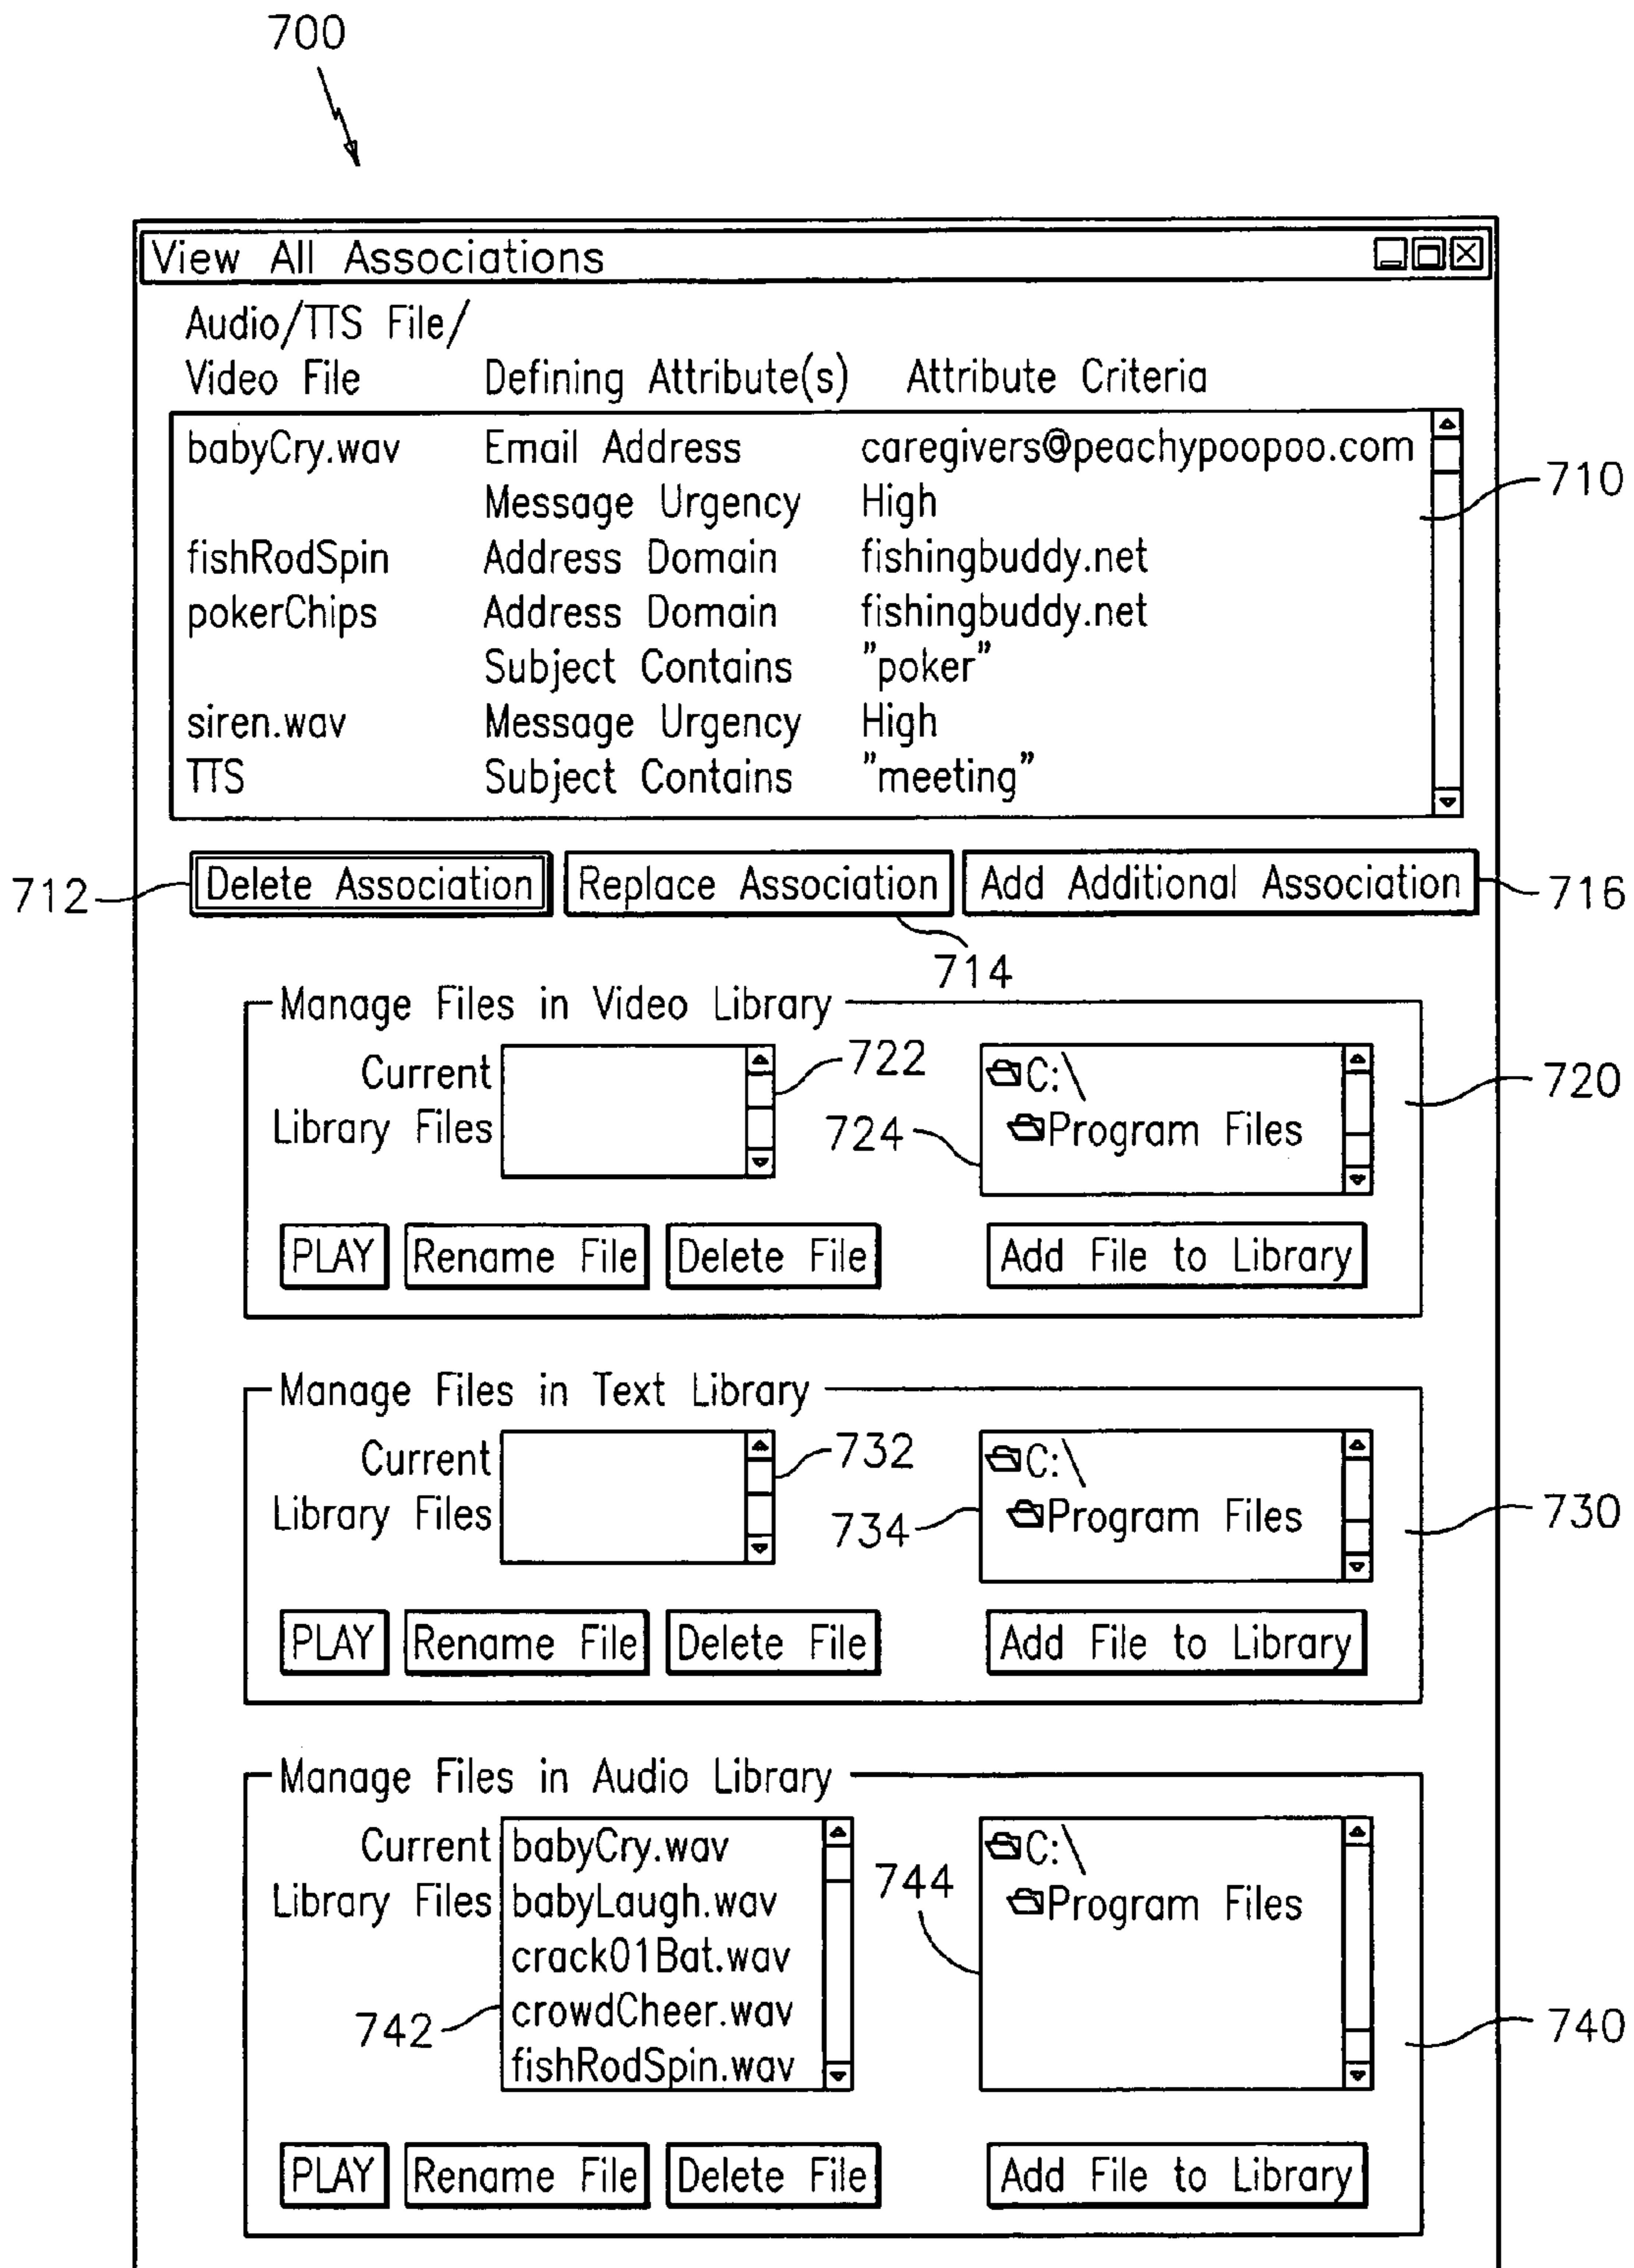 700
View All Associations
Audio/TTS File/
Video File Defining Attribute(s) Attribute Criteria
babyCry.wav Email Address caregivers@peachypoopoo.com
Message Urgency High
710
fishRodSpin Address Domain fishingbuddy.net
pokerChips Address Domain fishingbuddy.net
Subject Contains "poker"
siren.wav Message Urgency High
TTS Subject Contains "meeting"
712 Delete Association Replace Association Add Additional Association 716
714
Manage Files in Video Library
Current 722 C:\ 720
Library Files 724 Program Files
PLAY Rename File Delete File Add File to Library
Manage Files in Text Library
Current 732 C:\
Library Files 734 Program Files 730
PLAY Rename File Delete File Add File to Library
Manage Files in Audio Library
Current babyCry.wav C:\
Library Files babyLaugh.wav 744 Program Files
crack01Bat.wav
742 crowdCheer.wav 740
fishRodSpin.wav
PLAY Rename File Delete File Add File to Library